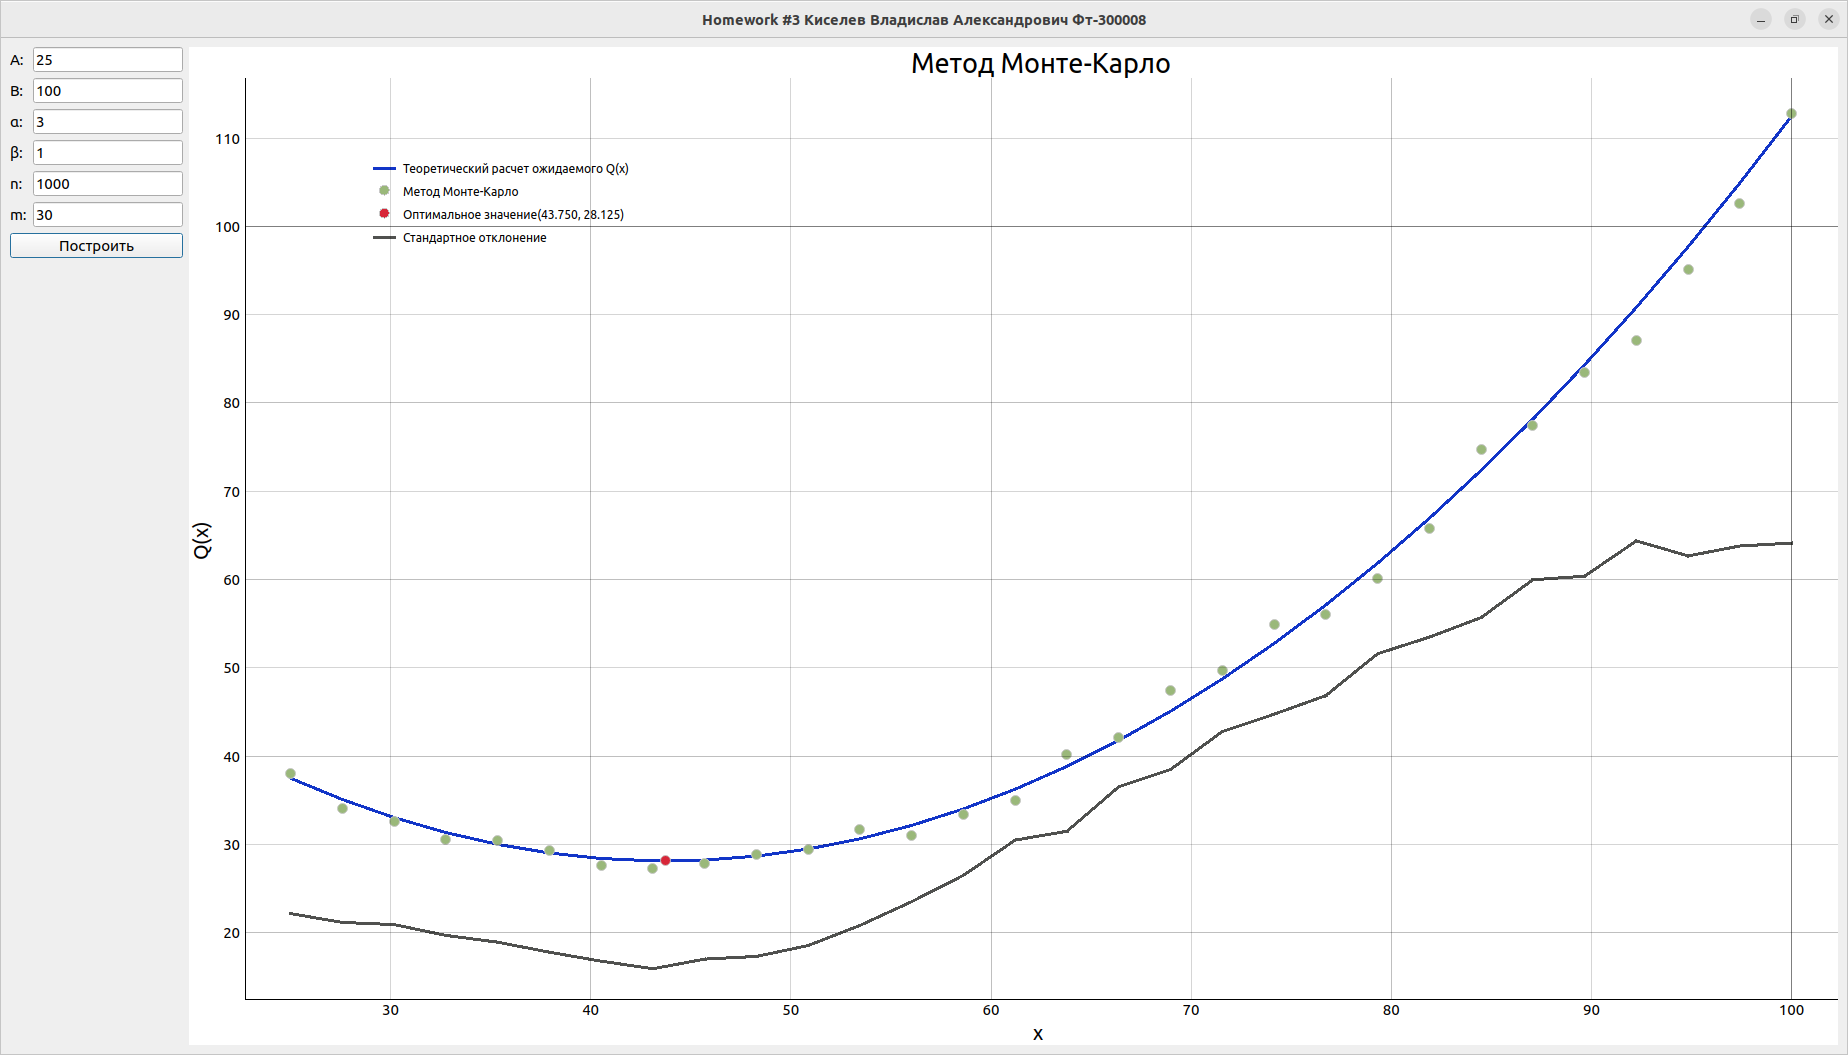 Homework #3 Киселев Владислав Александрович Фт-300008
A: 25
B: 100
α: 3
β: 1
n: 1000
m: 30
Построить
Метод Монте-Карло
Теоретический расчет ожидаемого Q(x)
Метод Монте-Карло
Оптимальное значение(43.750, 28.125)
Стандартное отклонение
Q(x)
110
100
90
80
70
60
50
40
30
20
30 40 50 60 70 80 90 100
x